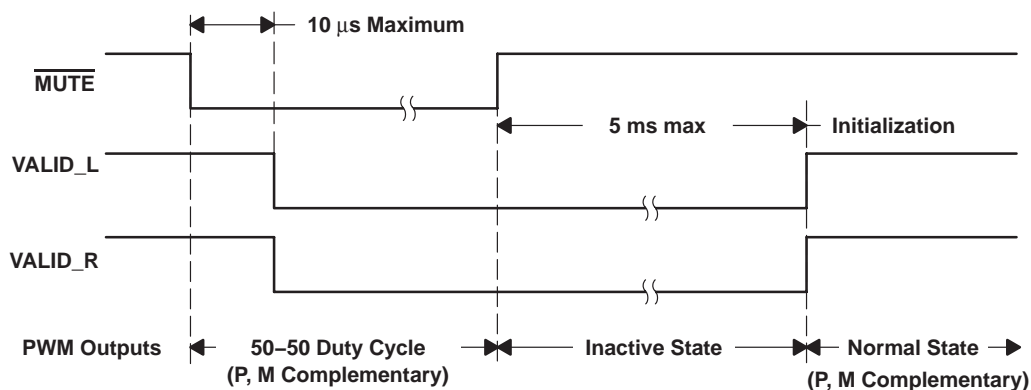 10 μs Maximum
MUTE
5 ms max
Initialization
VALID_L
VALID_R
PWM Outputs
50−50 Duty Cycle
(P, M Complementary)
Inactive State
Normal State
(P, M Complementary)